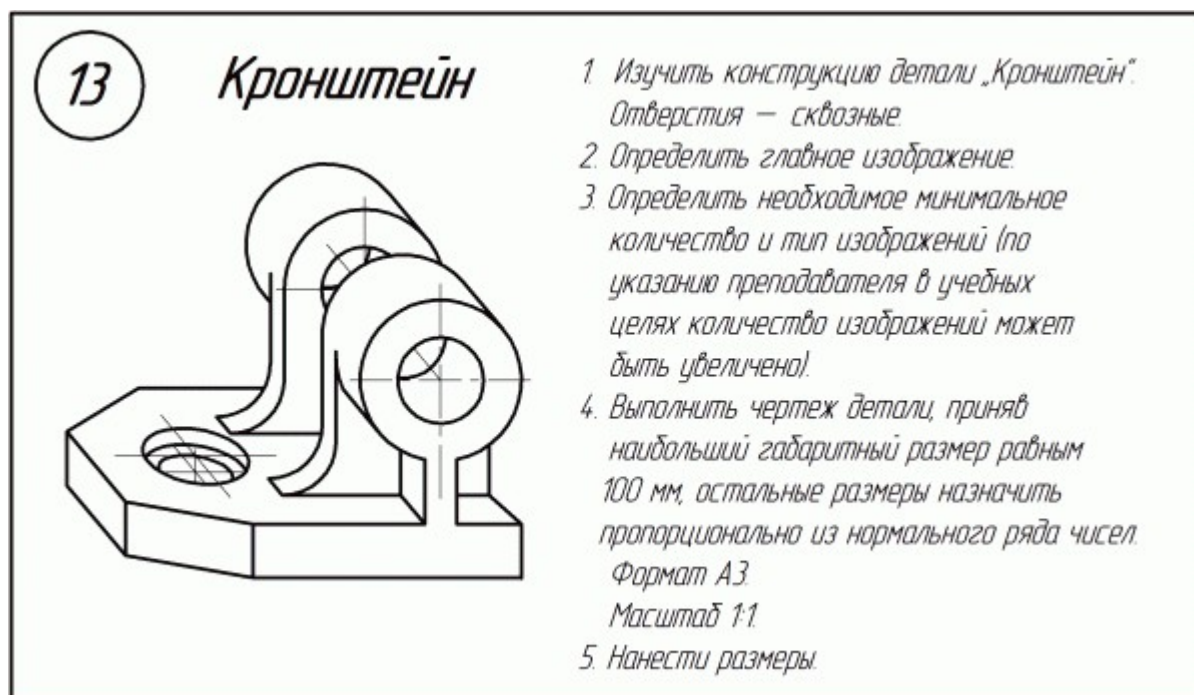 13
Кронштейн
1. Изучить конструкцию детали „Кронштейн“.
Отверстия — сквозные.
2. Определить главное изображение.
3. Определить необходимое минимальное
количество и тип изображений (по
указанию преподавателя в учебных
целях количество изображений может
быть увеличено).
4. Выполнить чертеж детали, приняв
наибольший габаритный размер равным
100 мм, остальные размеры назначить
пропорционально из нормального ряда чисел.
Формат А3.
Масштаб 1:1.
5. Нанести размеры.